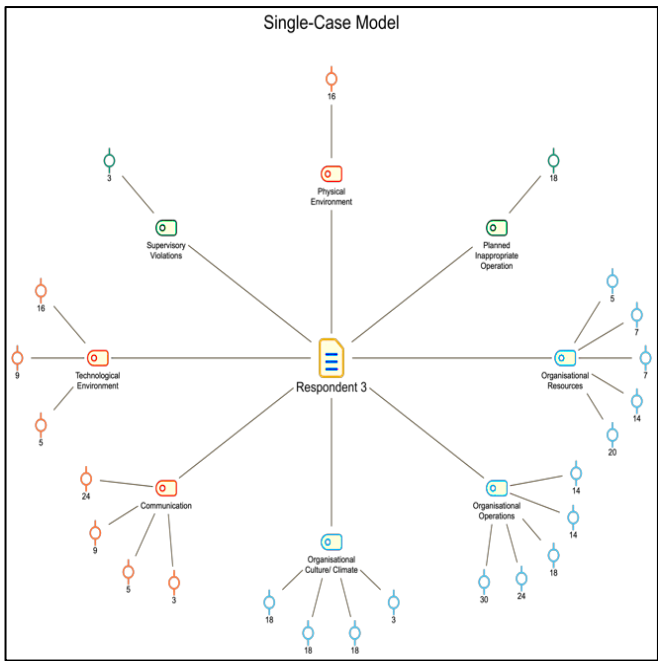 Single-Case Model
16
Physical
Environment
3
Supervisory
Violations
18
Planned
Inappropriate
Operation
16
9
5
Technological
Environment
Respondent 3
5
7
7
14
20
Organisational
Resources
24
9
5
3
Communication
Organisational
Culture/ Climate
18
18
18
3
Organisational
Operations
14
14
18
24
30